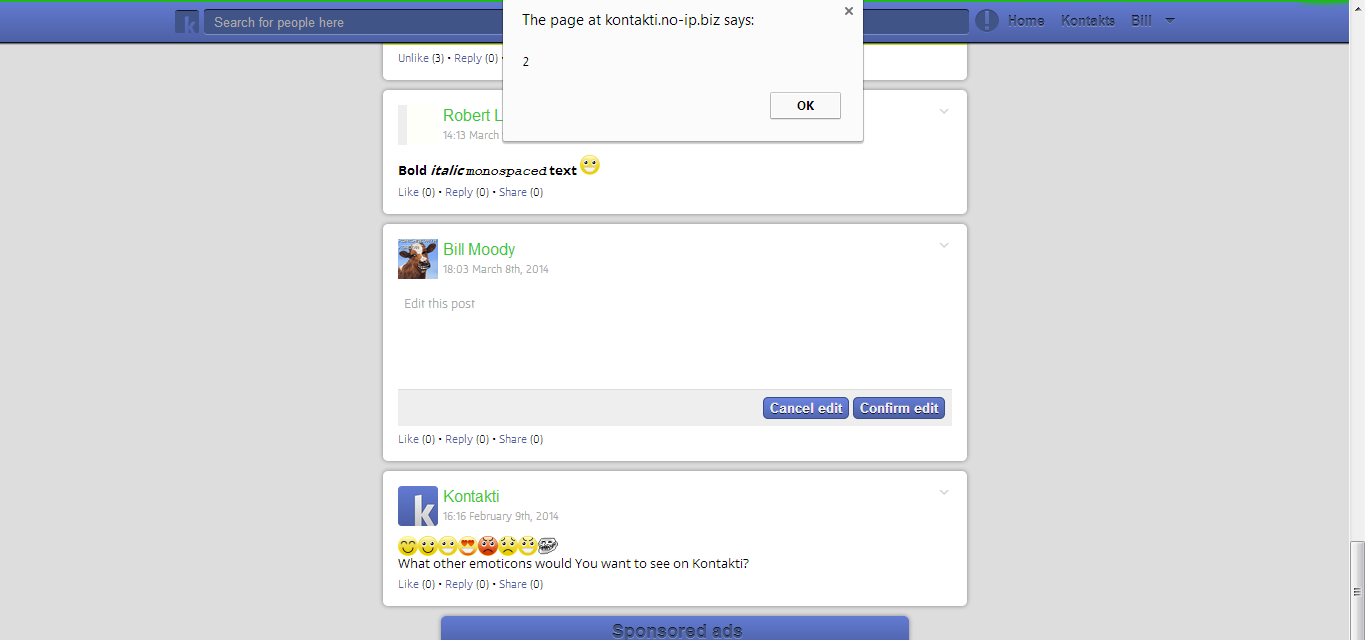 Search for people here
Home Kontakts Bill
The page at kontakti.no-ip.biz says:
2
OK
Unlike (3) • Reply (0) •
Robert L
14:13 March
Bold italic monospaced text
Like (0) • Reply (0) • Share (0)
Bill Moody
18:03 March 8th, 2014
Edit this post
Cancel edit Confirm edit
Like (0) • Reply (0) • Share (0)
k
Kontakti
16:16 February 9th, 2014
What other emoticons would You want to see on Kontakti?
Like (0) • Reply (0) • Share (0)
Sponsored ads